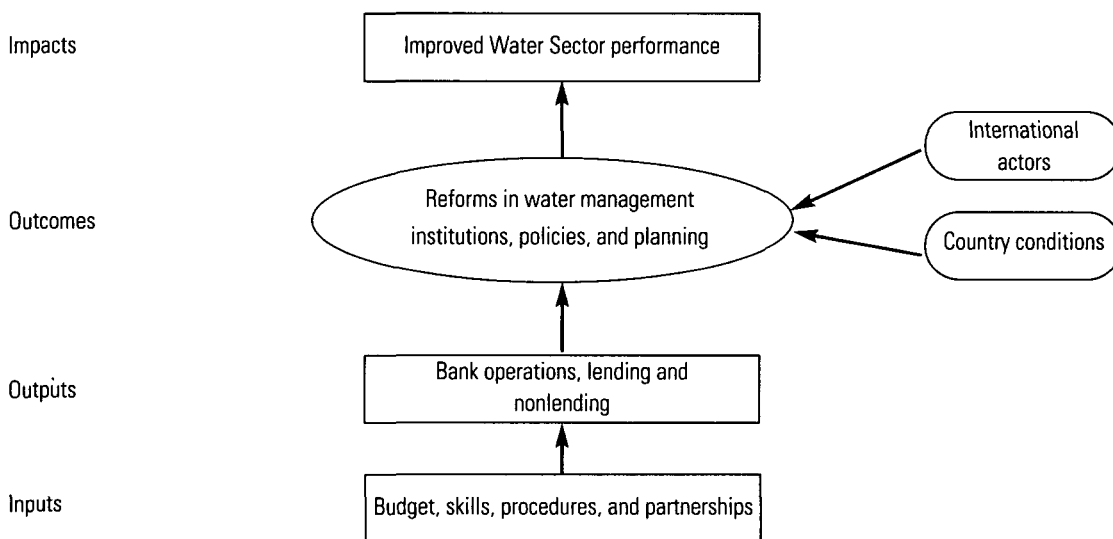 Impacts
Improved Water Sector performance
International
actors
Outcomes
Reforms in water management
institutions, policies, and planning
Country conditions
Outputs
Bank operations, lending and
nonlending
Inputs
Budget, skills, procedures, and partnerships